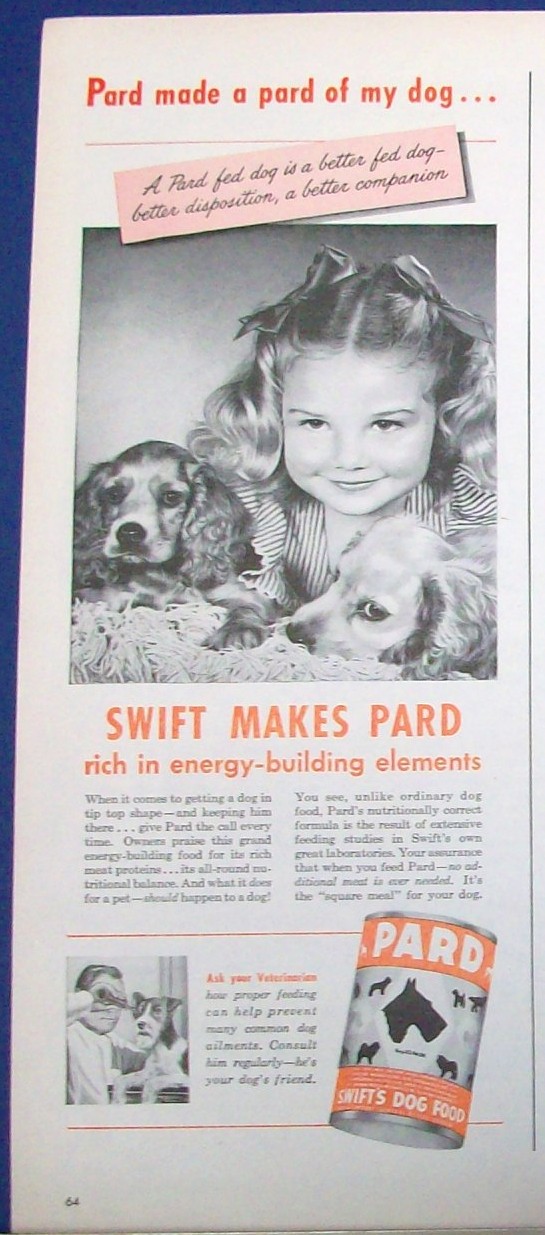 Pard made a pard of my dog...
A Pard fed dog is a better fed dog-
better disposition, a better companion
SWIFT MAKES PARD
rich in energy-building elements
When it comes to getting a dog in
tip top shape—and keeping him
there... give Pard the call every
time. Owners praise this grand
energy-building food for its rich
meat proteins...its all-round nu-
tritional balance. And what it does
for a pet—should happen to a dog!
You see, unlike ordinary dog
food, Pard's nutritionally correct
formula is the result of extensive
feeding studies in Swift's own
great laboratories. Your assurance
that when you feed Pard—no ad-
ditional meat is ever needed. It's
the "square meal" for your dog.
Ask your Veterinarian
how proper feeding
can help prevent
many common dog
ailments. Consult
him regularly—he's
your dog's friend.
PARD
SWIFT'S DOG FOOD
64